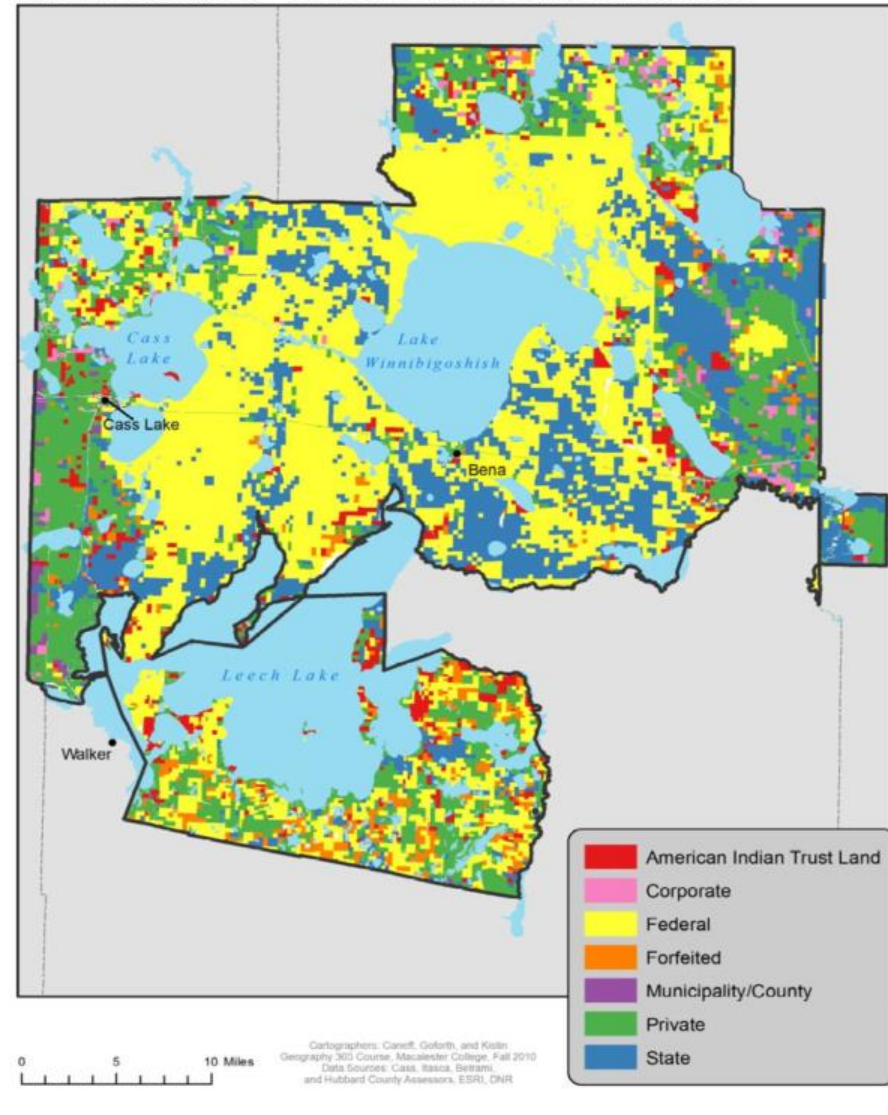 Cass
Lake
Lake
Winnibigoshish
Cass Lake
Bena
Leech Lake
Walker
American Indian Trust Land
Corporate
Federal
Forfeited
Municipality/County
Private
State
0 5 10 Miles
Cartographers: Caneff, Goforth, and Kistin
Geography 365 Course, Macalester College, Fall 2010
Data Sources: Cass, Itasca, Beltrami,
and Hubbard County Assessors, ESRI, DNR